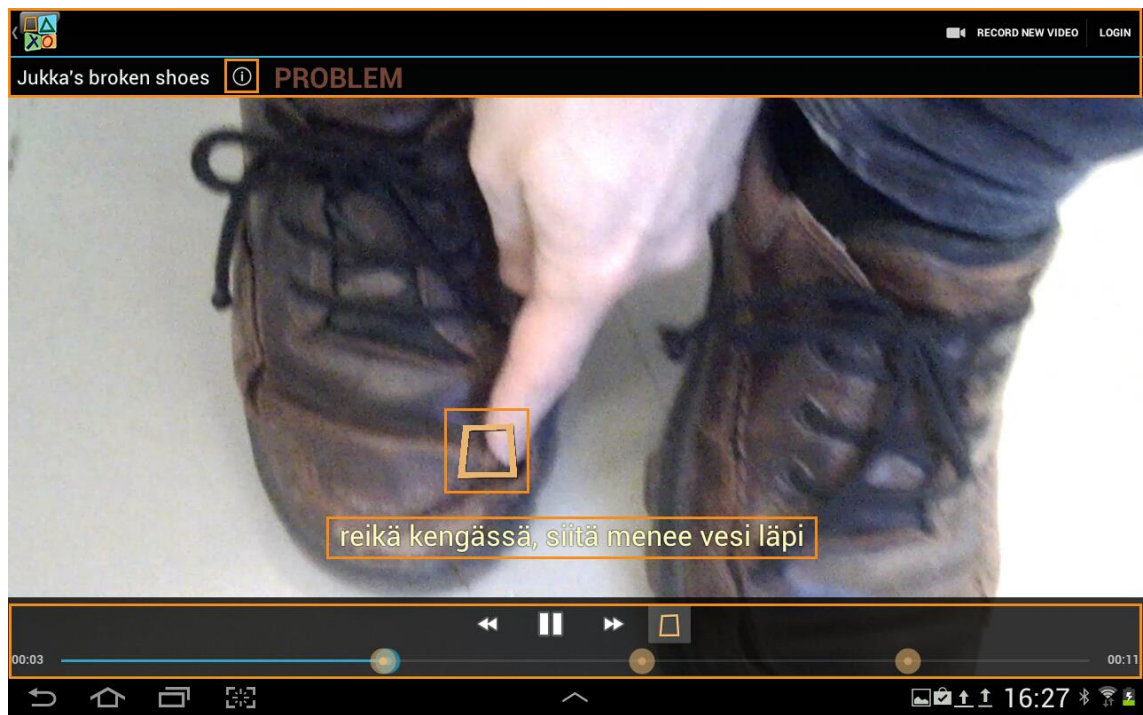 RECORD NEW VIDEO LOGIN
Jukka's broken shoes PROBLEM
reikä kengässä, siitä menee vesi läpi
00:03 00:11
16:27